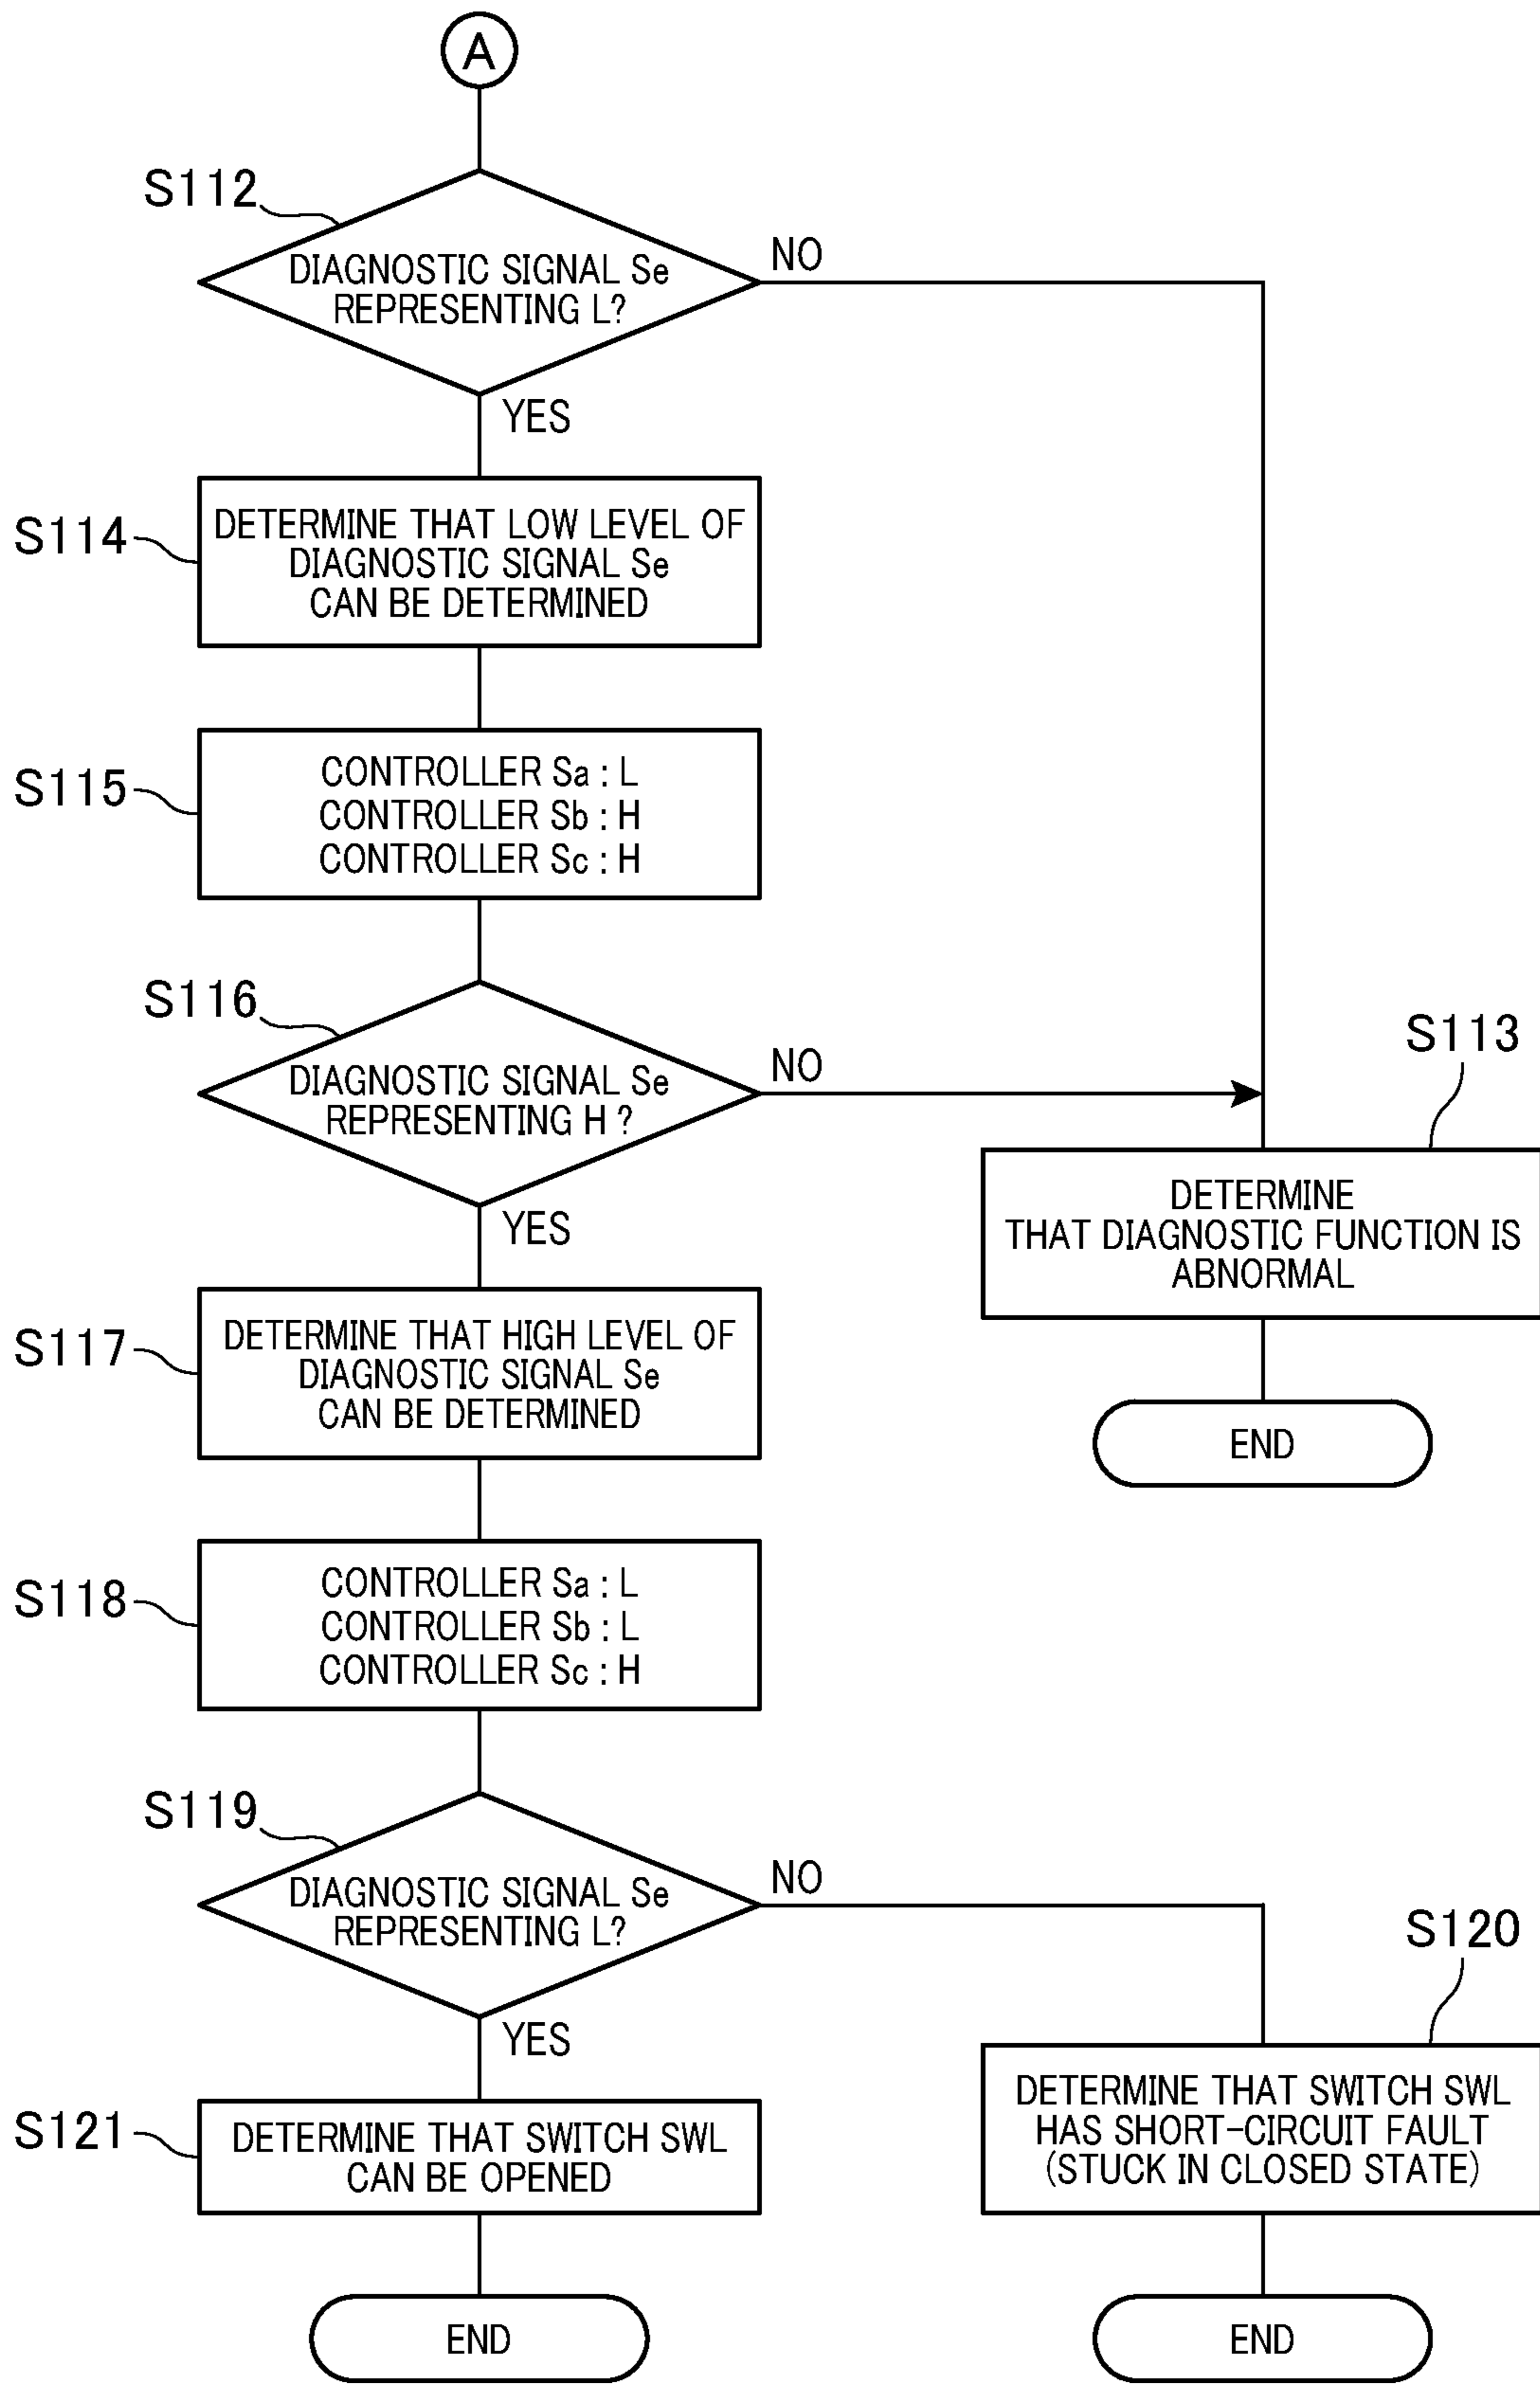 A
S112
DIAGNOSTIC SIGNAL Se
REPRESENTING L?
NO
YES
S114
DETERMINE THAT LOW LEVEL OF
DIAGNOSTIC SIGNAL Se
CAN BE DETERMINED
S115
CONTROLLER Sa : L
CONTROLLER Sb : H
CONTROLLER Sc : H
S116
DIAGNOSTIC SIGNAL Se
REPRESENTING H ?
NO
YES
S113
DETERMINE
THAT DIAGNOSTIC FUNCTION IS
ABNORMAL
END
S117
DETERMINE THAT HIGH LEVEL OF
DIAGNOSTIC SIGNAL Se
CAN BE DETERMINED
S118
CONTROLLER Sa : L
CONTROLLER Sb : L
CONTROLLER Sc : H
S119
DIAGNOSTIC SIGNAL Se
REPRESENTING L?
NO
YES
S120
DETERMINE THAT SWITCH SWL
HAS SHORT-CIRCUIT FAULT
(STUCK IN CLOSED STATE)
END
S121
DETERMINE THAT SWITCH SWL
CAN BE OPENED
END